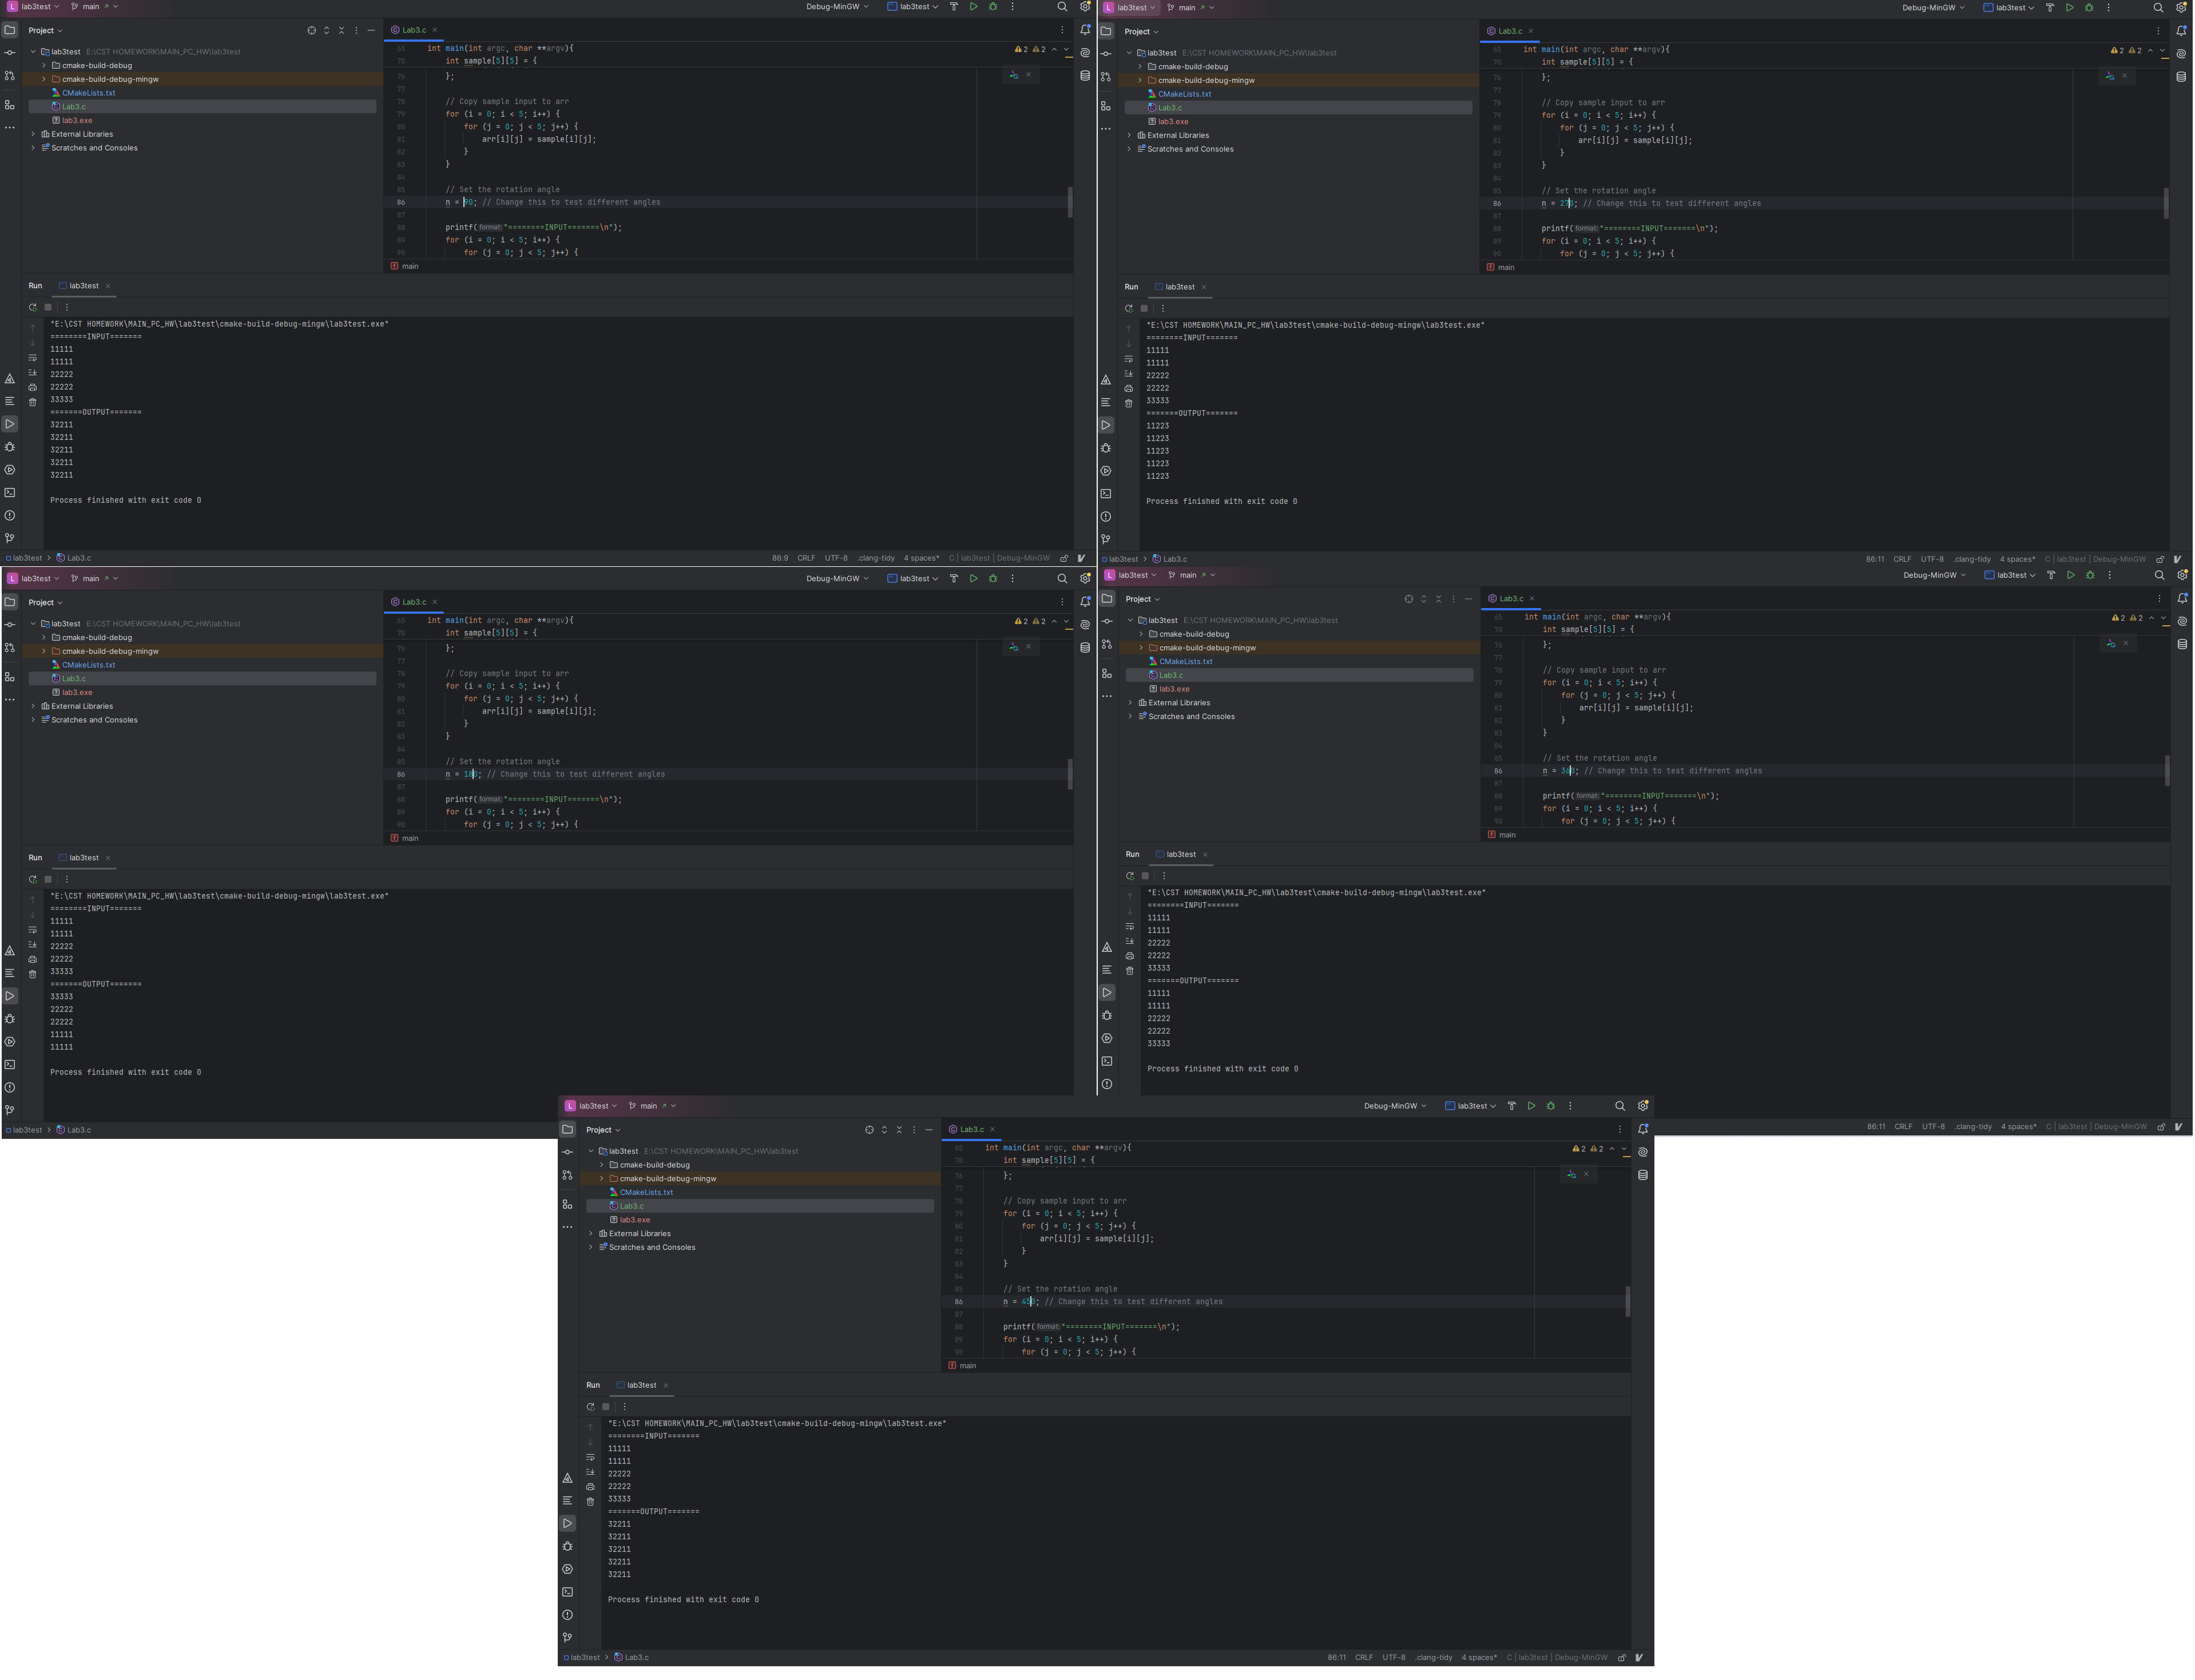 lab3test main Debug-MinGW lab3test
Project
lab3test E:\CST HOMEWORK\MAIN_PC_HW\lab3test
cmake-build-debug
cmake-build-debug-mingw
CMakeLists.txt
Lab3.c
lab3.exe
External Libraries
Scratches and Consoles
Lab3.c
65 int main(int argc, char **argv){
70 int sample[5][5] = {
2 2
76 };
77
78 // Copy sample input to arr
79 for (i = 0; i < 5; i++) {
80 for (j = 0; j < 5; j++) {
81 arr[i][j] = sample[i][j];
82 }
83 }
84
85 // Set the rotation angle
86 n = 90; // Change this to test different angles
87
88 printf(format:"========INPUT=======\n");
89 for (i = 0; i < 5; i++) {
90 for (j = 0; j < 5; j++) {
main
Run lab3test
"E:\CST HOMEWORK\MAIN_PC_HW\lab3test\cmake-build-debug-mingw\lab3test.exe"
========INPUT=======
11111
11111
22222
22222
33333
=======OUTPUT=======
32211
32211
32211
32211
32211
Process finished with exit code 0
lab3test > Lab3.c 86:9 CRLF UTF-8 .clang-tidy 4 spaces* C | lab3test | Debug-MinGW
lab3test main Debug-MinGW lab3test
Project
lab3test E:\CST HOMEWORK\MAIN_PC_HW\lab3test
cmake-build-debug
cmake-build-debug-mingw
CMakeLists.txt
Lab3.c
lab3.exe
External Libraries
Scratches and Consoles
Lab3.c
65 int main(int argc, char **argv){
70 int sample[5][5] = {
2 2
76 };
77
78 // Copy sample input to arr
79 for (i = 0; i < 5; i++) {
80 for (j = 0; j < 5; j++) {
81 arr[i][j] = sample[i][j];
82 }
83 }
84
85 // Set the rotation angle
86 n = 270; // Change this to test different angles
87
88 printf(format:"========INPUT=======\n");
89 for (i = 0; i < 5; i++) {
90 for (j = 0; j < 5; j++) {
main
Run lab3test
"E:\CST HOMEWORK\MAIN_PC_HW\lab3test\cmake-build-debug-mingw\lab3test.exe"
========INPUT=======
11111
11111
22222
22222
33333
=======OUTPUT=======
11223
11223
11223
11223
11223
Process finished with exit code 0
lab3test > Lab3.c 86:11 CRLF UTF-8 .clang-tidy 4 spaces* C | lab3test | Debug-MinGW
lab3test main Debug-MinGW lab3test
Project
lab3test E:\CST HOMEWORK\MAIN_PC_HW\lab3test
cmake-build-debug
cmake-build-debug-mingw
CMakeLists.txt
Lab3.c
lab3.exe
External Libraries
Scratches and Consoles
Lab3.c
65 int main(int argc, char **argv){
70 int sample[5][5] = {
2 2
76 };
77
78 // Copy sample input to arr
79 for (i = 0; i < 5; i++) {
80 for (j = 0; j < 5; j++) {
81 arr[i][j] = sample[i][j];
82 }
83 }
84
85 // Set the rotation angle
86 n = 180; // Change this to test different angles
87
88 printf(format:"========INPUT=======\n");
89 for (i = 0; i < 5; i++) {
90 for (j = 0; j < 5; j++) {
main
Run lab3test
"E:\CST HOMEWORK\MAIN_PC_HW\lab3test\cmake-build-debug-mingw\lab3test.exe"
========INPUT=======
11111
11111
22222
22222
33333
=======OUTPUT=======
33333
22222
22222
11111
11111
Process finished with exit code 0
lab3test > Lab3.c
lab3test main Debug-MinGW lab3test
Project
lab3test E:\CST HOMEWORK\MAIN_PC_HW\lab3test
cmake-build-debug
cmake-build-debug-mingw
CMakeLists.txt
Lab3.c
lab3.exe
External Libraries
Scratches and Consoles
Lab3.c
65 int main(int argc, char **argv){
70 int sample[5][5] = {
2 2
76 };
77
78 // Copy sample input to arr
79 for (i = 0; i < 5; i++) {
80 for (j = 0; j < 5; j++) {
81 arr[i][j] = sample[i][j];
82 }
83 }
84
85 // Set the rotation angle
86 n = 360; // Change this to test different angles
87
88 printf(format:"========INPUT=======\n");
89 for (i = 0; i < 5; i++) {
90 for (j = 0; j < 5; j++) {
main
Run lab3test
"E:\CST HOMEWORK\MAIN_PC_HW\lab3test\cmake-build-debug-mingw\lab3test.exe"
========INPUT=======
11111
11111
22222
22222
33333
=======OUTPUT=======
11111
11111
22222
22222
33333
Process finished with exit code 0
86:11 CRLF UTF-8 .clang-tidy 4 spaces* C | lab3test | Debug-MinGW
lab3test main Debug-MinGW lab3test
Project
lab3test E:\CST HOMEWORK\MAIN_PC_HW\lab3test
cmake-build-debug
cmake-build-debug-mingw
CMakeLists.txt
Lab3.c
lab3.exe
External Libraries
Scratches and Consoles
Lab3.c
65 int main(int argc, char **argv){
70 int sample[5][5] = {
2 2
76 };
77
78 // Copy sample input to arr
79 for (i = 0; i < 5; i++) {
80 for (j = 0; j < 5; j++) {
81 arr[i][j] = sample[i][j];
82 }
83 }
84
85 // Set the rotation angle
86 n = 450; // Change this to test different angles
87
88 printf(format:"========INPUT=======\n");
89 for (i = 0; i < 5; i++) {
90 for (j = 0; j < 5; j++) {
main
Run lab3test
"E:\CST HOMEWORK\MAIN_PC_HW\lab3test\cmake-build-debug-mingw\lab3test.exe"
========INPUT=======
11111
11111
22222
22222
33333
=======OUTPUT=======
32211
32211
32211
32211
32211
Process finished with exit code 0
lab3test > Lab3.c 86:11 CRLF UTF-8 .clang-tidy 4 spaces* C | lab3test | Debug-MinGW